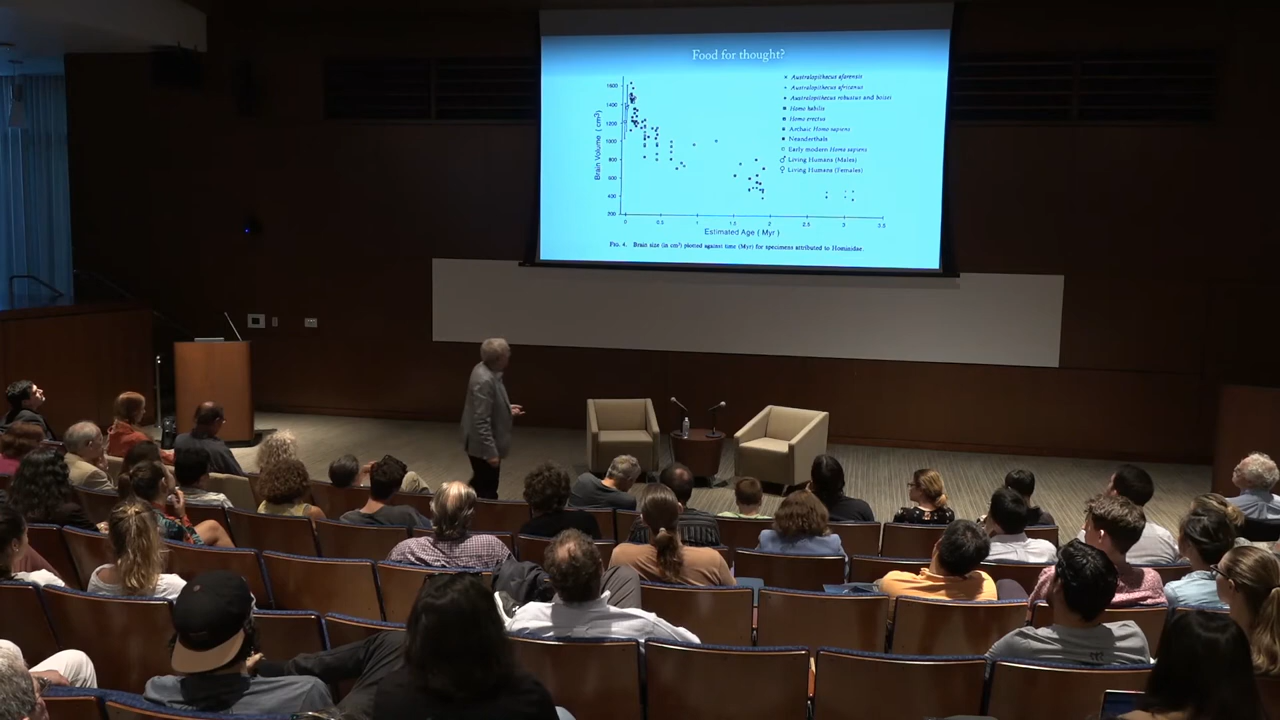 Food for thought?
1600
1400
1200
1000
800
600
400
200
Brain Volume (cm3)
0 0.5 1 1.5 2 2.5 3 3.5
Estimated Age ( Myr )
Australopithecus afarensis
Australopithecus africanus
Australopithecus robustus and boisei
Homo habilis
Homo erectus
Archaic Homo sapiens
Neanderthals
Early modern Homo sapiens
♂ Living Humans (Males)
♀ Living Humans (Females)
FIG. 4. Brain size (in cm3) plotted against time (Myr) for specimens attributed to Hominidae.